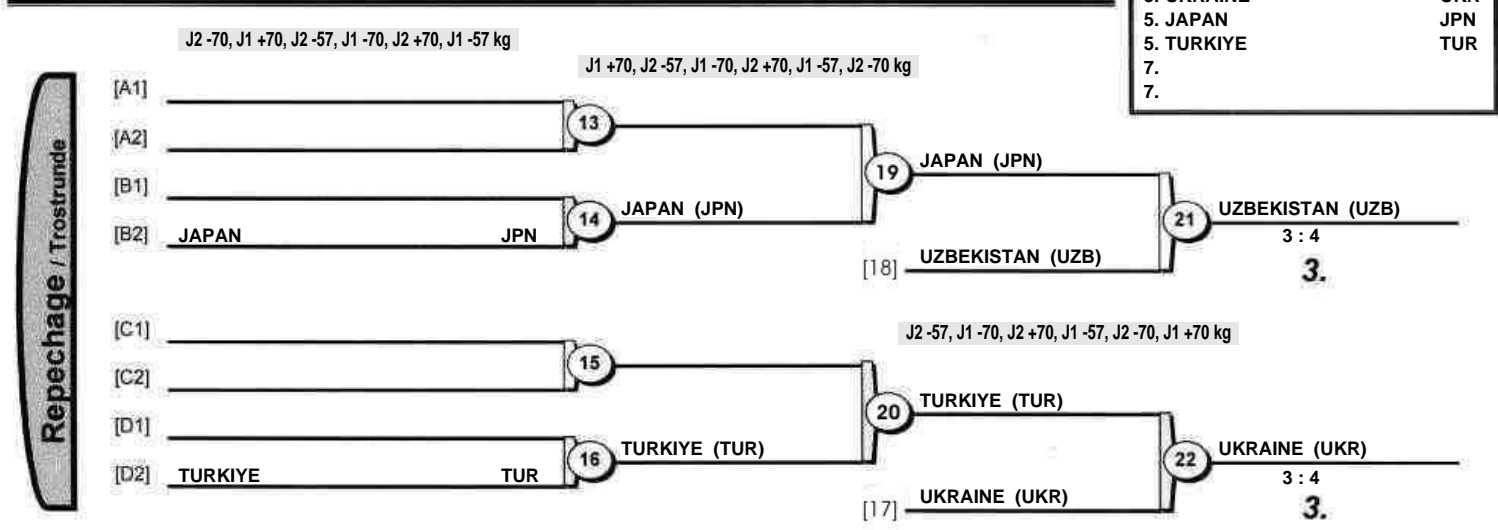 5. JAPAN JPN
5. TURKIYE TUR
7.
7.
J2 -70, J1 +70, J2 -57, J1 -70, J2 +70, J1 -57 kg
J1 +70, J2 -57, J1 -70, J2 +70, J1 -57, J2 -70 kg
Repechage / Trostrunde
[A1]
13
[A2]
19 JAPAN (JPN)
[B1]
14 JAPAN (JPN)
21 UZBEKISTAN (UZB)
[B2] JAPAN JPN
3 : 4
[18] UZBEKISTAN (UZB)
3.
[C1]
J2 -57, J1 -70, J2 +70, J1 -57, J2 -70, J1 +70 kg
15
[C2]
20 TURKIYE (TUR)
[D1]
16 TURKIYE (TUR)
22 UKRAINE (UKR)
[D2] TURKIYE TUR
3 : 4
[17] UKRAINE (UKR)
3.